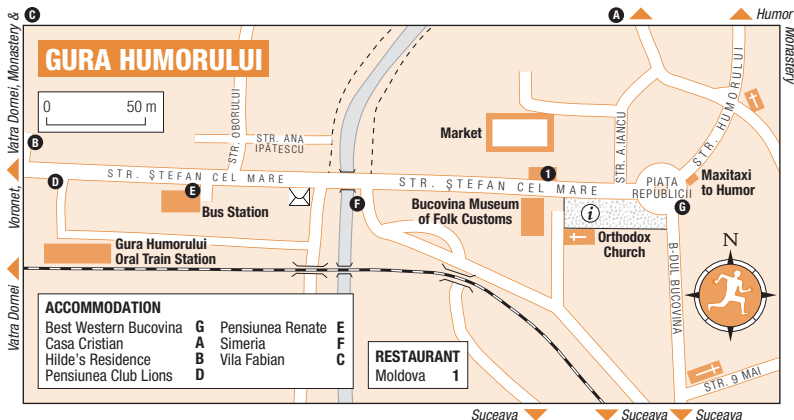 C
A
Humor
Monastery
Voroneț, Vatra Dornei, Monastery &
GURA HUMORULUI
0 50 m
B
STR. OBORULUI
STR. ANA
IPĂTESCU
Market
STR. A.IANCU
STR. HUMORULUI
D
STR. ŞTEFAN CEL MARE
E
Bus Station
F
STR. ŞTEFAN CEL MARE
1
Bucovina Museum
of Folk Customs
i
PIAȚA
REPUBLICII
G
Maxitaxi
to Humor
Orthodox
Church
Gura Humorului
Oral Train Station
Vatra Dornei
B-DUL BUCOVINA
N
STR. 9 MAI
ACCOMMODATION
Best Western Bucovina G
Casa Cristian A
Hilde's Residence B
Pensiunea Club Lions D
Pensiunea Renate E
Simeria F
Vila Fabian C
RESTAURANT
Moldova 1
Suceava
Suceava
Suceava